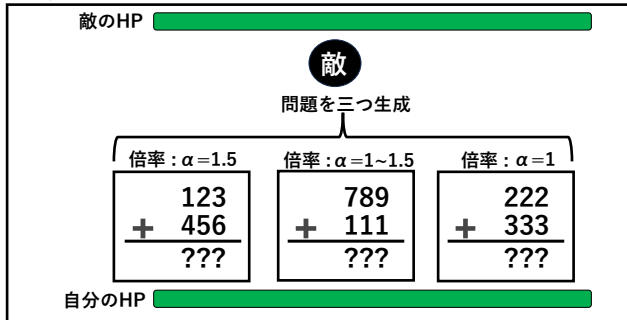 敵のHP
敵
問題を三つ生成
倍率：α＝1.5 倍率：α＝1~1.5 倍率：α＝1
123 789 222
+ 456 + 111 + 333
??? ??? ???
自分のHP